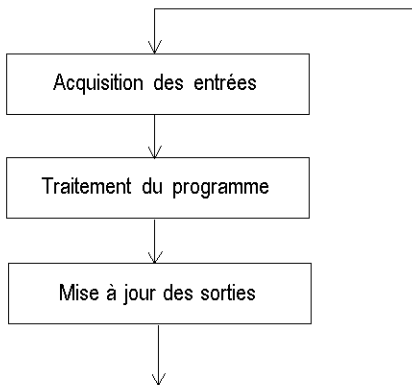 Acquisition des entrées
Traitement du programme
Mise à jour des sorties